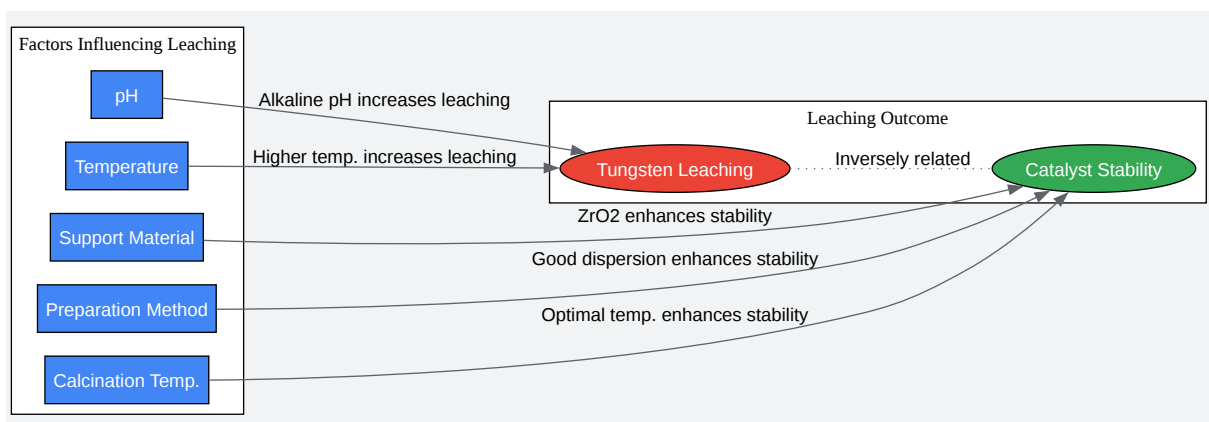 Factors Influencing Leaching
pH
Temperature
Support Material
Preparation Method
Calcination Temp.
Alkaline pH increases leaching
Higher temp. increases leaching
ZrO2 enhances stability
Good dispersion enhances stability
Optimal temp. enhances stability
Leaching Outcome
Tungsten Leaching
Inversely related
Catalyst Stability